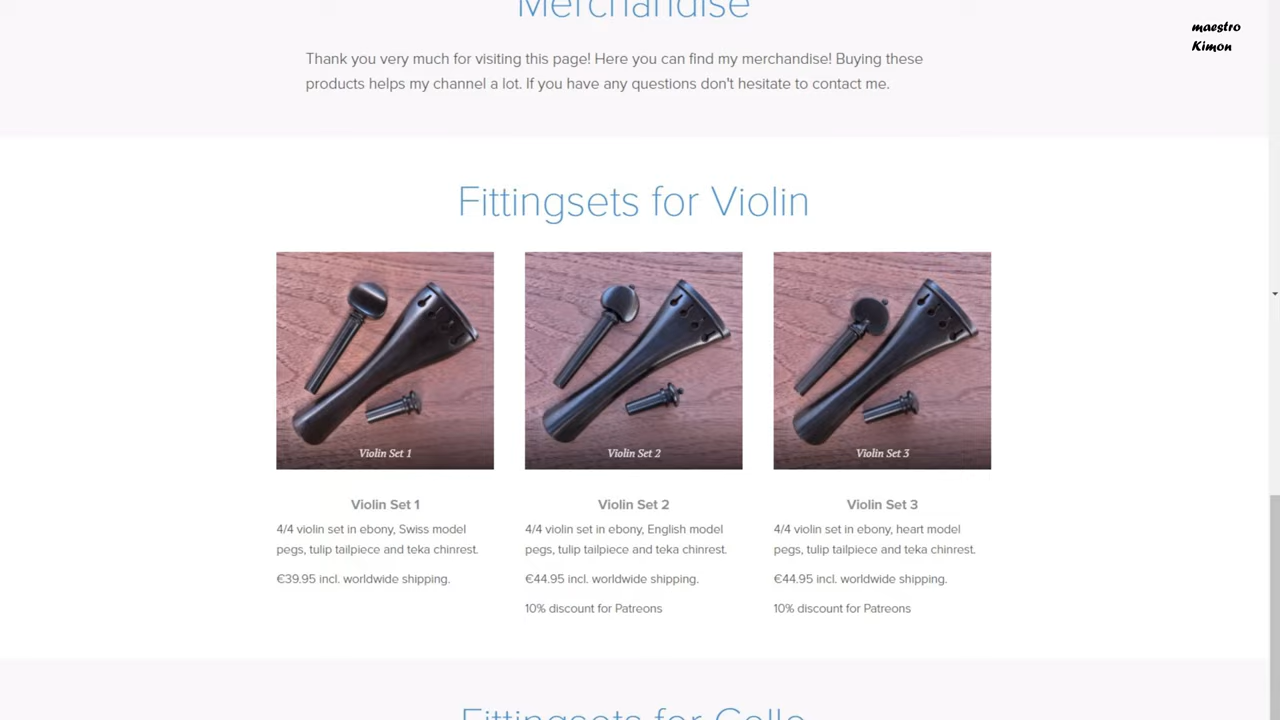 Merchandise
maestro
Kimon
Thank you very much for visiting this page! Here you can find my merchandise! Buying these
products helps my channel a lot. If you have any questions don't hesitate to contact me.
Fittingsets for Violin
Violin Set 1
Violin Set 2
Violin Set 3
Violin Set 1
4/4 violin set in ebony, Swiss model
pegs, tulip tailpiece and teka chinrest.
€39.95 incl. worldwide shipping.
Violin Set 2
4/4 violin set in ebony, English model
pegs, tulip tailpiece and teka chinrest.
€44.95 incl. worldwide shipping.
10% discount for Patreons
Violin Set 3
4/4 violin set in ebony, heart model
pegs, tulip tailpiece and teka chinrest.
€44.95 incl. worldwide shipping.
10% discount for Patreons
Fittingsets for Cello